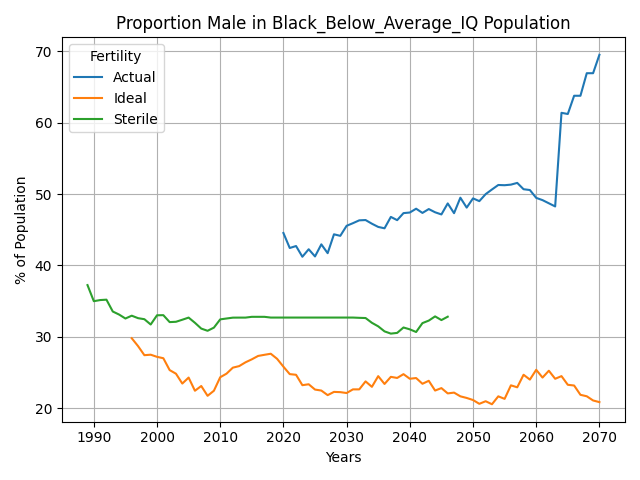 Proportion Male in Black_Below_Average_IQ Population
Fertility
Actual
Ideal
Sterile
% of Population
70
60
50
40
30
20
1990 2000 2010 2020 2030 2040 2050 2060 2070
Years